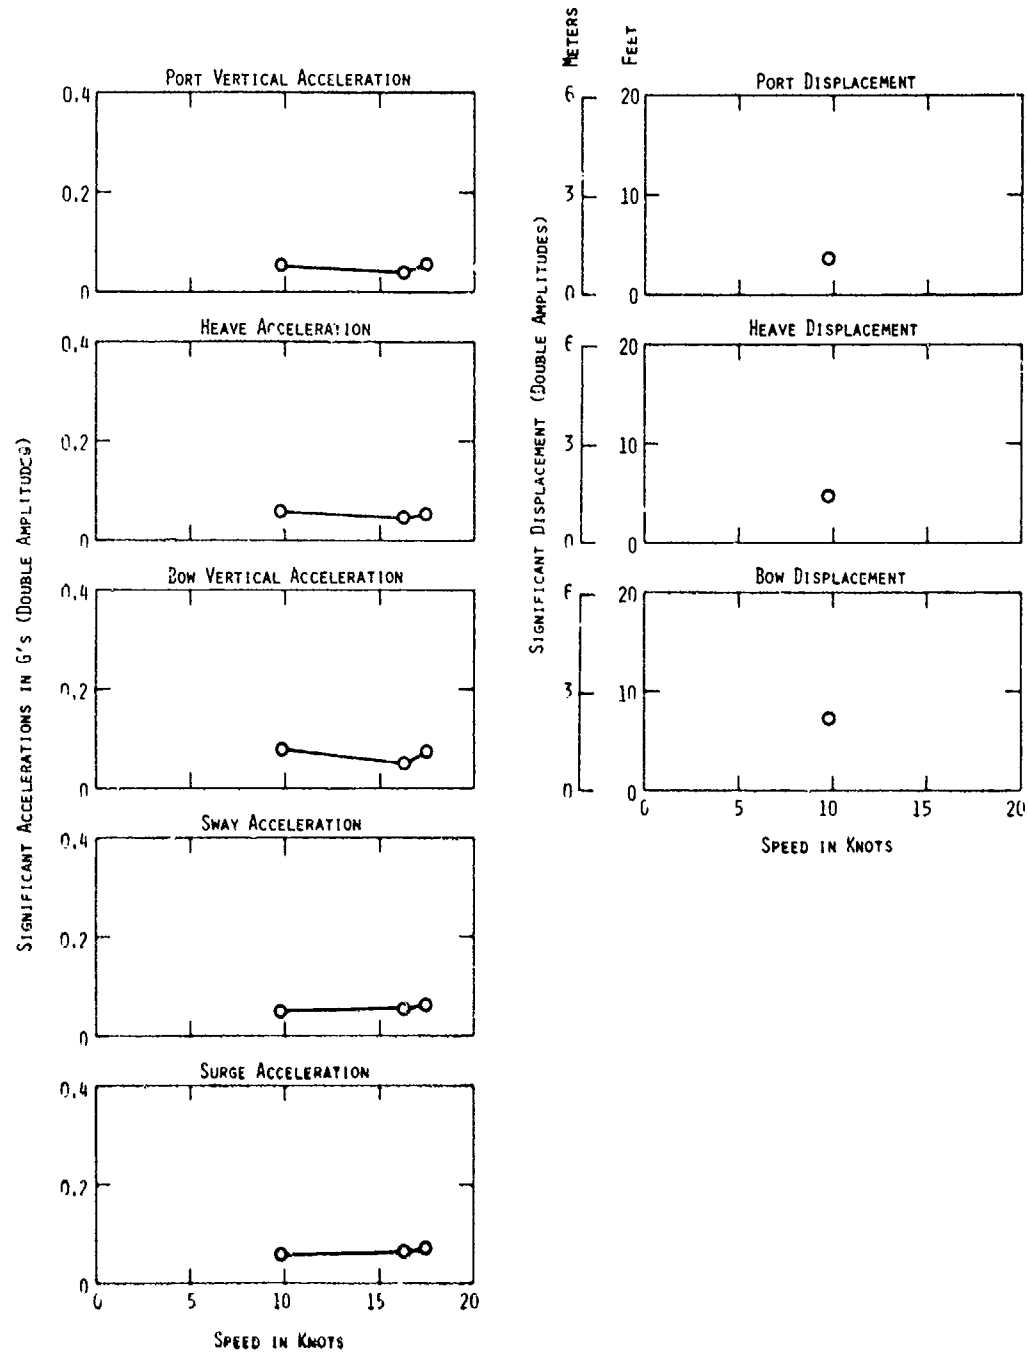 PORT VERTICAL ACCELERATION
0.4
0.2
0
HEAVE ACCELERATION
0.4
0.2
0
BOW VERTICAL ACCELERATION
0.4
0.2
0
SWAY ACCELERATION
0.4
0.2
0
SURGE ACCELERATION
0.4
0.2
0
0 5 10 15 20
SPEED IN KNOTS
SIGNIFICANT ACCELERATIONS IN G'S (DOUBLE AMPLITUDES)
METERS
FEET
PORT DISPLACEMENT
6 20
3 10
0 0
HEAVE DISPLACEMENT
6 20
3 10
0 0
BOW DISPLACEMENT
6 20
3 10
0 0
0 5 10 15 20
SPEED IN KNOTS
SIGNIFICANT DISPLACEMENT (DOUBLE AMPLITUDES)